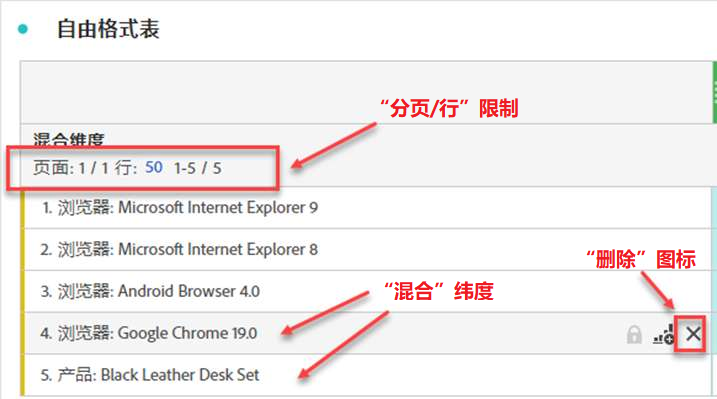 自由格式表
“分页/行”限制
混合维度
页面: 1 / 1 行: 50 1-5 / 5
1. 浏览器: Microsoft Internet Explorer 9
2. 浏览器: Microsoft Internet Explorer 8
“删除”图标
3. 浏览器: Android Browser 4.0
“混合”纬度
4. 浏览器: Google Chrome 19.0
5. 产品: Black Leather Desk Set